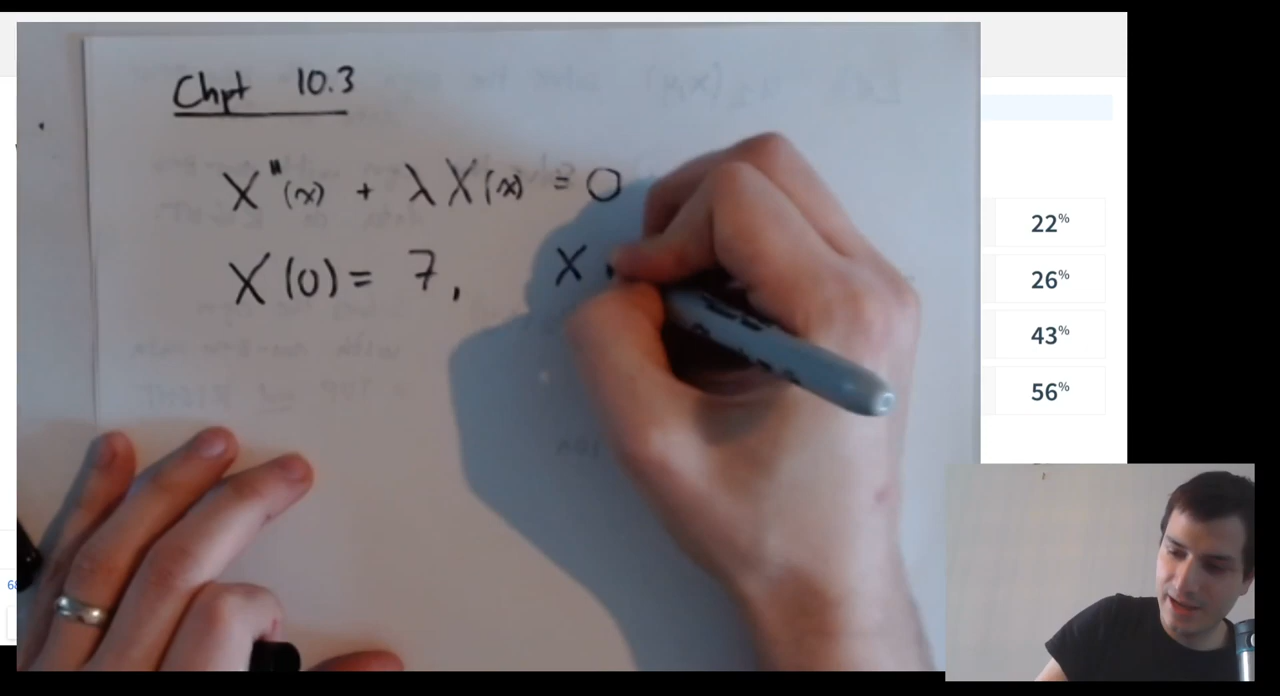 Chpt 10.3
X"(x) + λX(x) = 0
X(0) = 7, X
22%
26%
43%
56%